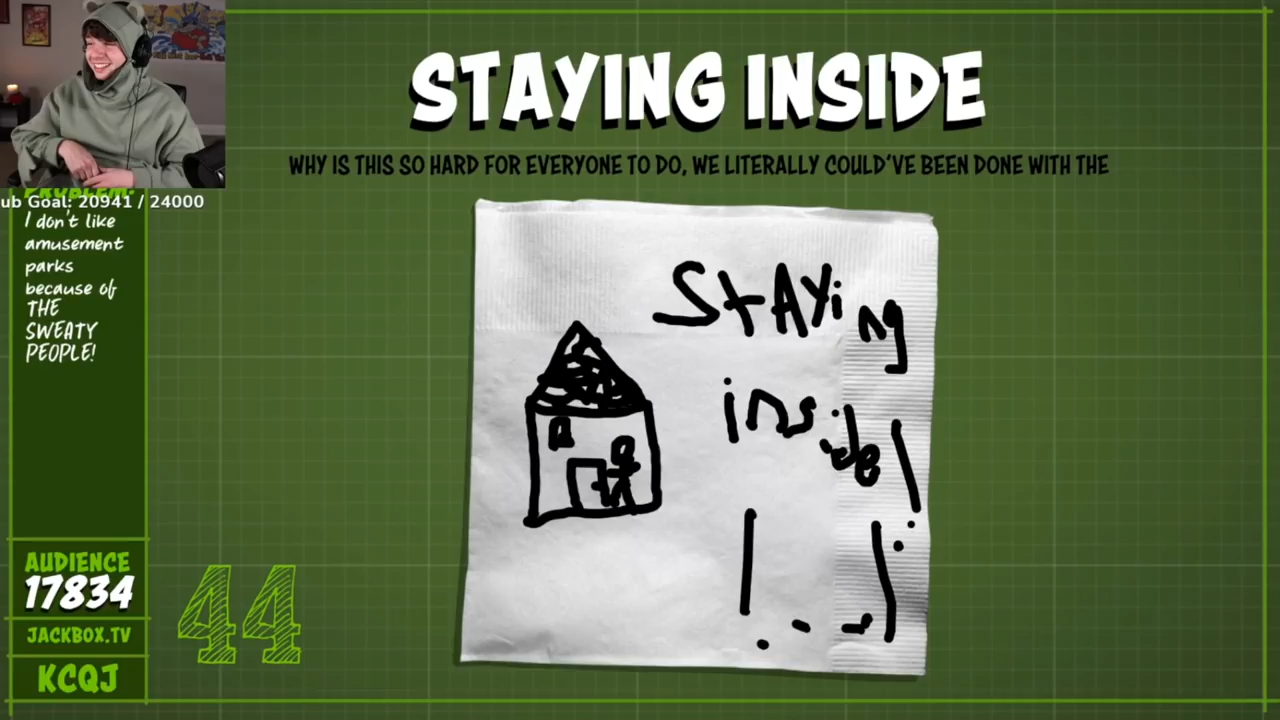 STAYING INSIDE
WHY IS THIS SO HARD FOR EVERYONE TO DO, WE LITERALLY COULD'VE BEEN DONE WITH THE
ub Goal: 20941 / 24000
PROBLEM:
I don't like
amusement
parks
because of
THE
SWEATY
PEOPLE!
STAYing
inside!
! !
AUDIENCE
17834
JACKBOX.TV
KCQJ
44